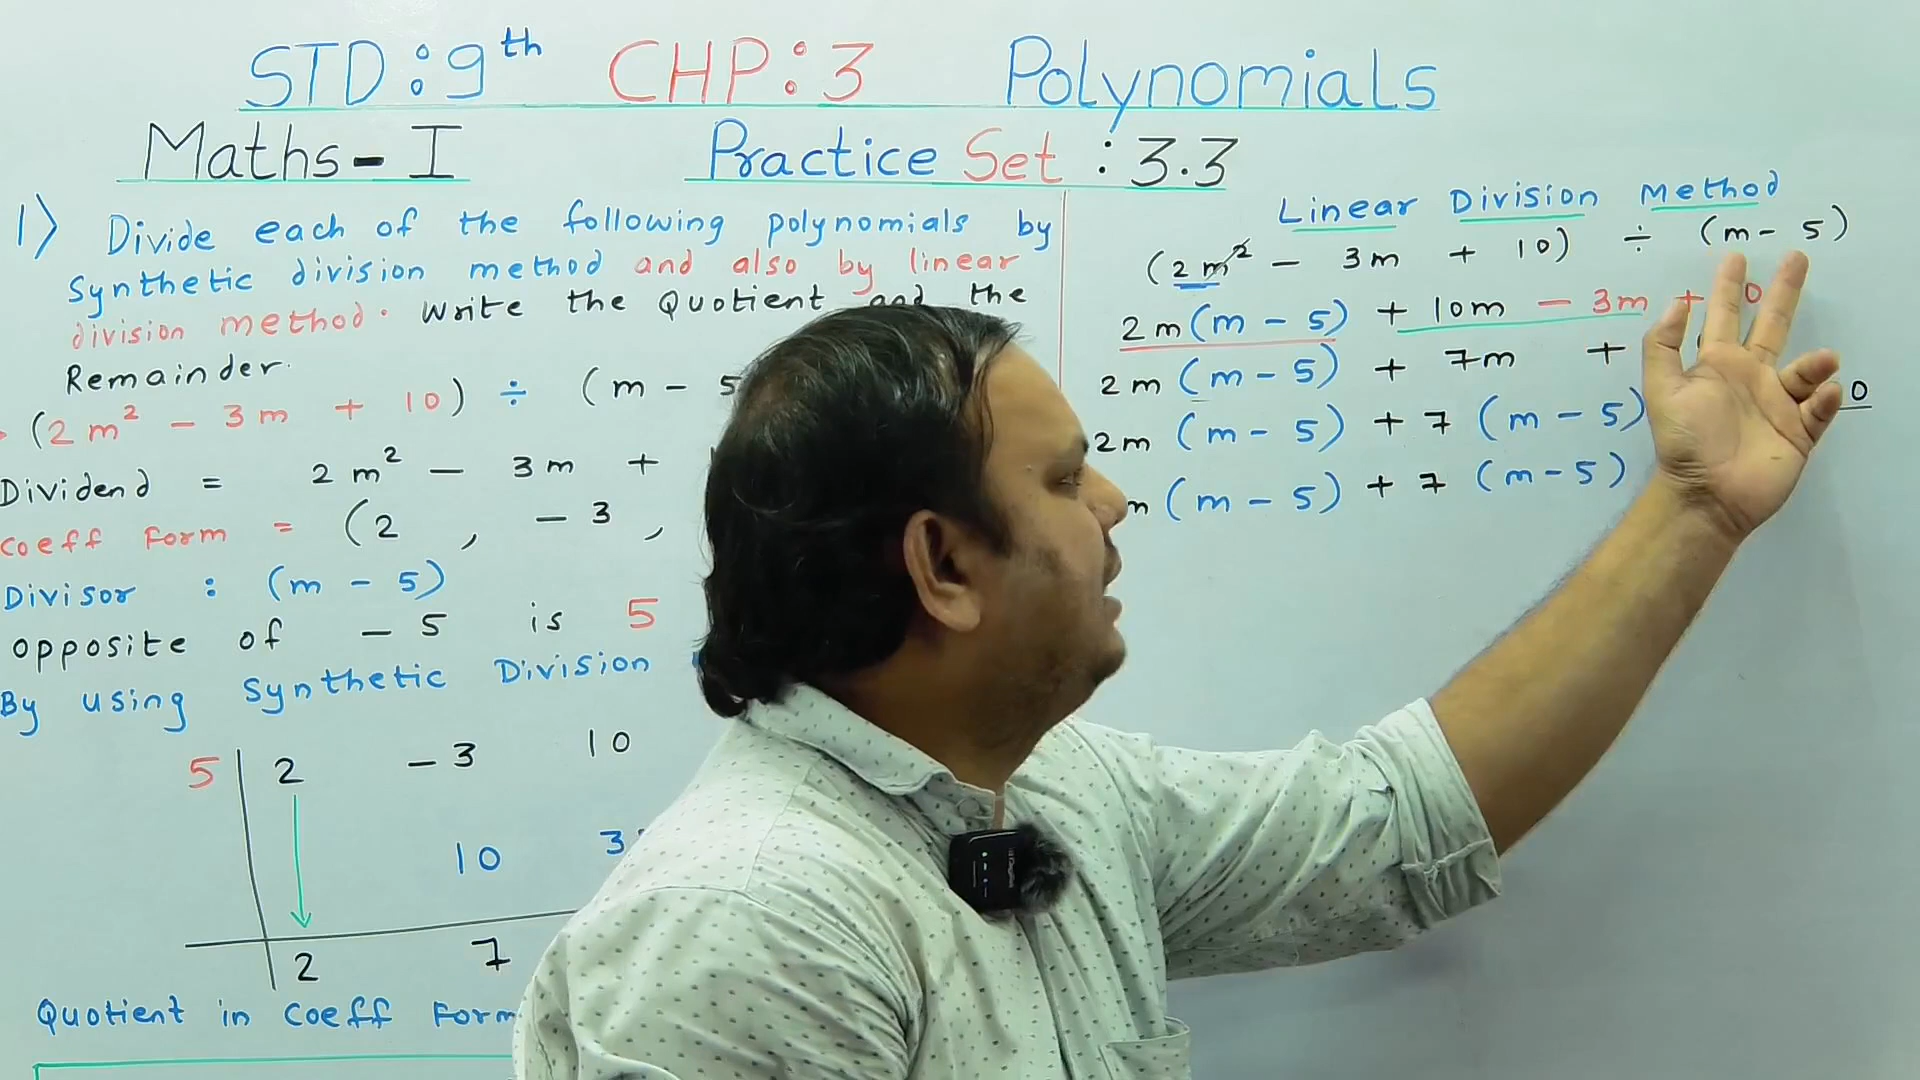 STD : 9th CHP : 3 Polynomials
Maths - I Practice Set : 3.3
1) Divide each of the following polynomials by
synthetic division method and also by linear
division method. Write the Quotient and the
Remainder.
(2m² - 3m + 10) ÷ (m - 5
Dividend = 2m² - 3m +
Coeff Form = (2 , - 3 ,
Divisor : (m - 5)
opposite of - 5 is 5
By using Synthetic Division
5 2 - 3 10
10 3
2 7
Quotient in Coeff Form
Linear Division Method
(2m² - 3m + 10) ÷ (m - 5)
2m (m - 5) + 10m - 3m + 0
2m (m - 5) + 7m +
2m (m - 5) + 7 (m - 5) 0
m (m - 5) + 7 (m - 5)